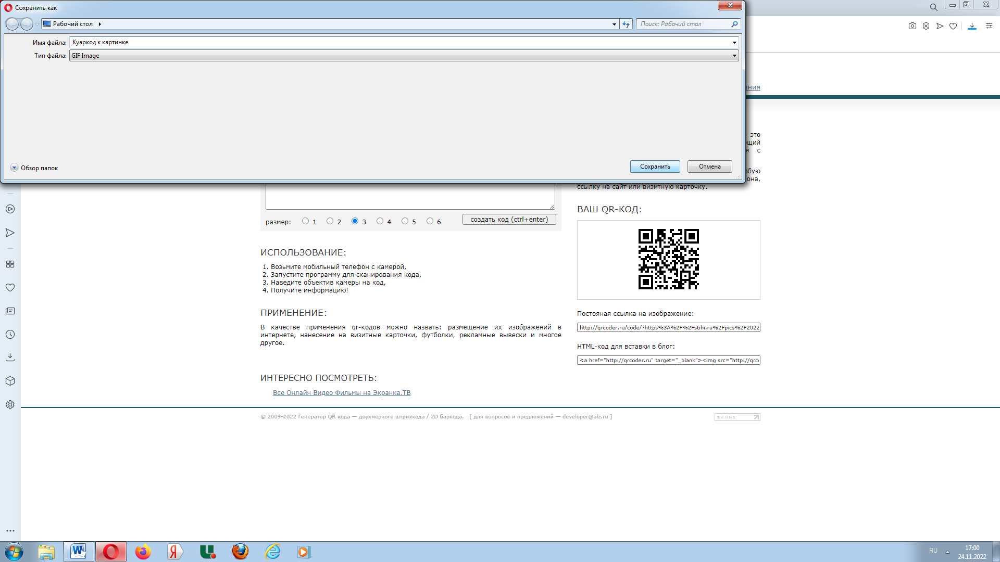 Сохранить как
Рабочий стол
Поиск: Рабочий стол
Имя файла: Куаркод к картинке
Тип файла: GIF Image
Обзор папок
Сохранить
Отмена
это
с
ссылку на сайт или визитную карточку.
размер: 1 2 3 4 5 6
создать код (ctrl+enter)
ИСПОЛЬЗОВАНИЕ:
1. Возьмите мобильный телефон с камерой,
2. Запустите программу для сканирования кода,
3. Наведите объектив камеры на код,
4. Получите информацию!
ПРИМЕНЕНИЕ:
В качестве применения qr-кодов можно назвать: размещение их изображений в
интернете, нанесение на визитные карточки, футболки, рекламные вывески и многое
другое.
ИНТЕРЕСНО ПОСМОТРЕТЬ:
Все Онлайн Видео Фильмы на Экранка.ТВ
ВАШ QR-КОД:
Постояная ссылка на изображение:
http://qrcoder.ru/code/?https%3A%2F%2Fstihi.ru%2Fpics%2F2022
HTML-код для вставки в блог:
<a href="http://qrcoder.ru" target="_blank"><img src="http://qrc
© 2009-2022 Генератор QR кода — двухмерного штрихкода / 2D баркода. [ для вопросов и предложений — developer@alz.ru ]
12961
RU
17:00
24.11.2022